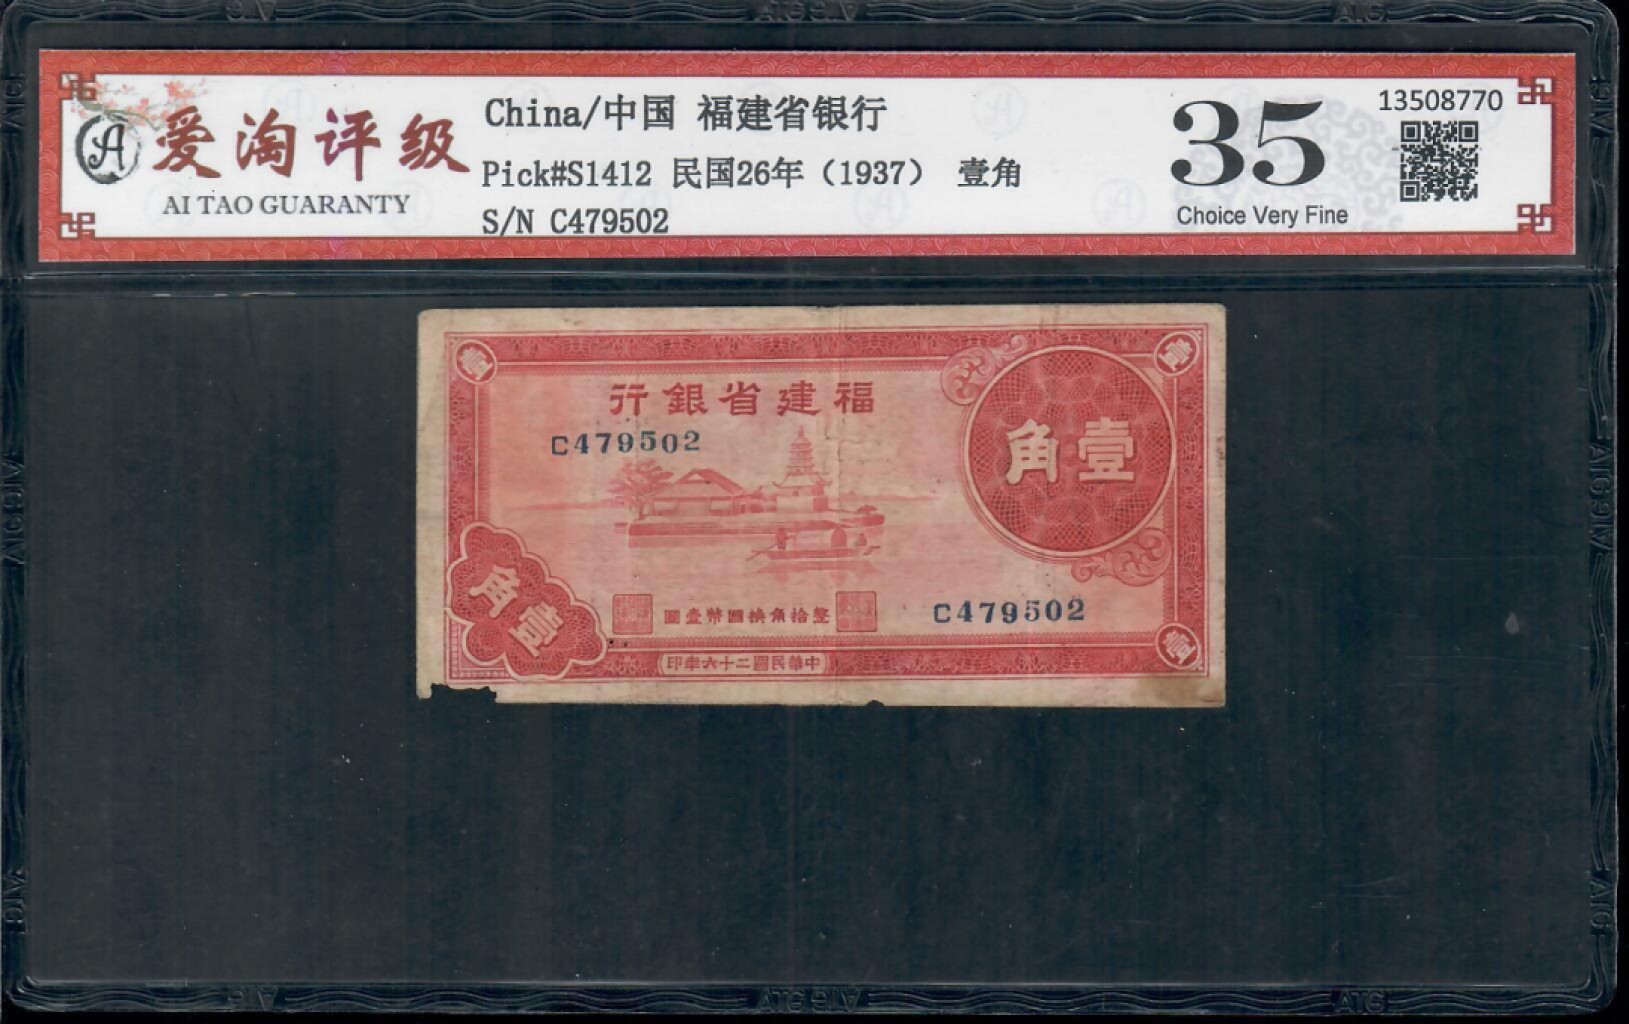 爱淘评级
AI TAO GUARANTY
China/中国 福建省银行
Pick#S1412 民国26年（1937） 壹角
S/N C479502
35
Choice Very Fine
13508770
行銀省建福
C479502
角壹
壹
壹
壹
角壹
圓壹幣國換角拾整
C479502
印年六十二國民華中